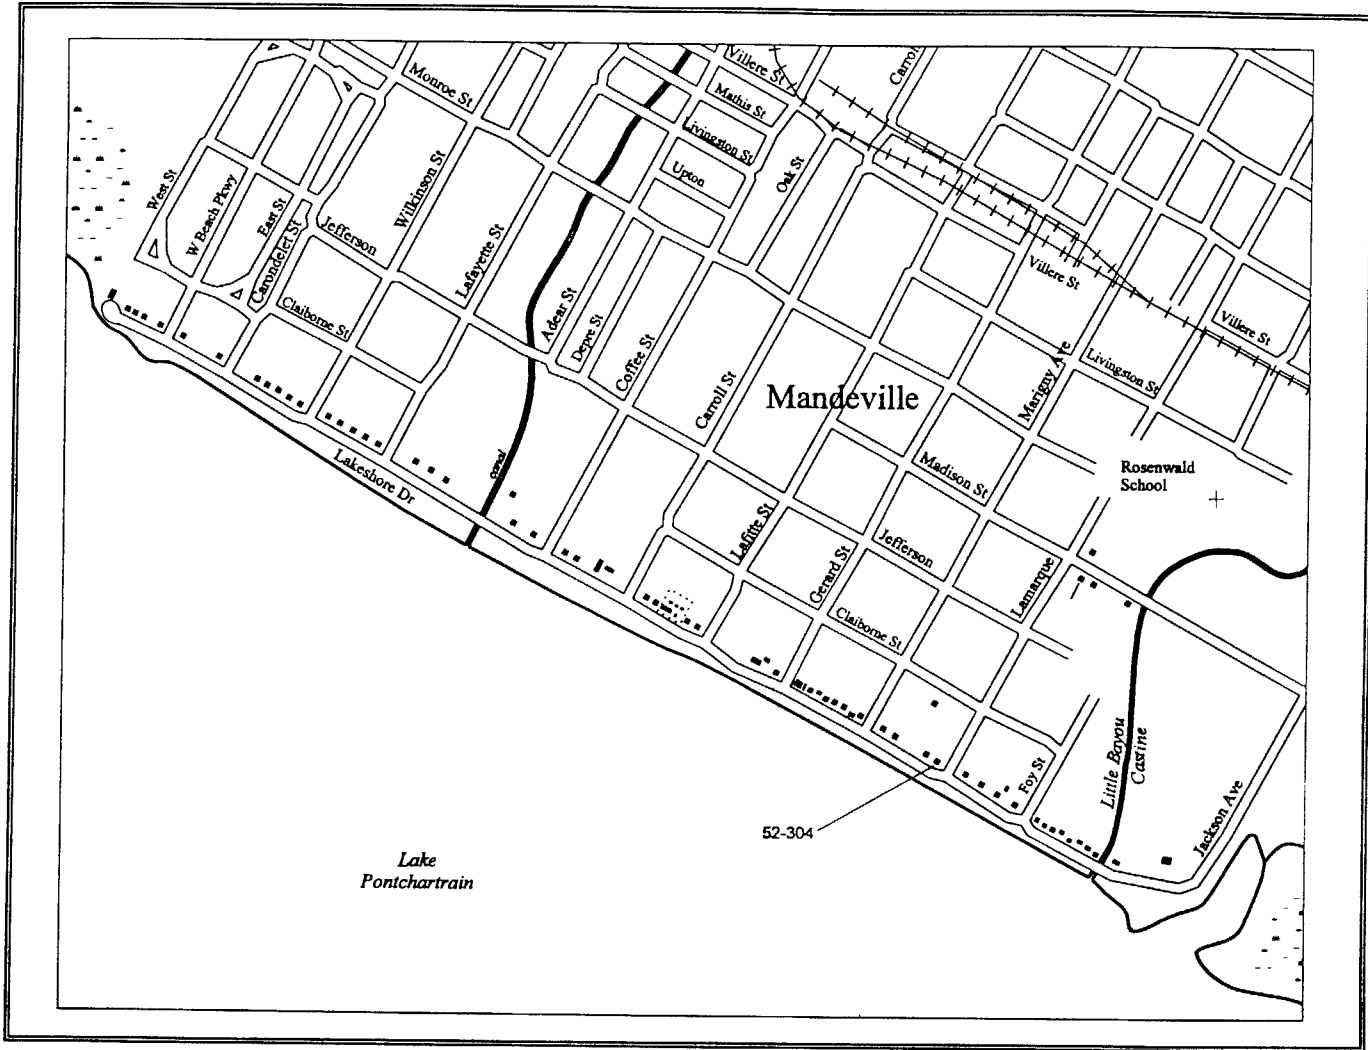 Villere St
Carrol
Monroe St
Mathis St
Livingston St
Upton
Oak St
West St
W Beach Pkwy
East St
Carondelet St
Jefferson
Wilkinson St
Lafayette St
Claiborne St
Adear St
Depre St
Coffee St
Carroll St
Villere St
Villere St
Livingston St
Marigny Ave
Mandeville
Madison St
Rosenwald
School
Lakeshore Dr
canal
Lafitte St
Gerard St
Jefferson
Lamarque
Claiborne St
Foy St
Little Bayou
Castine
Jackson Ave
52-304
Lake
Pontchartrain